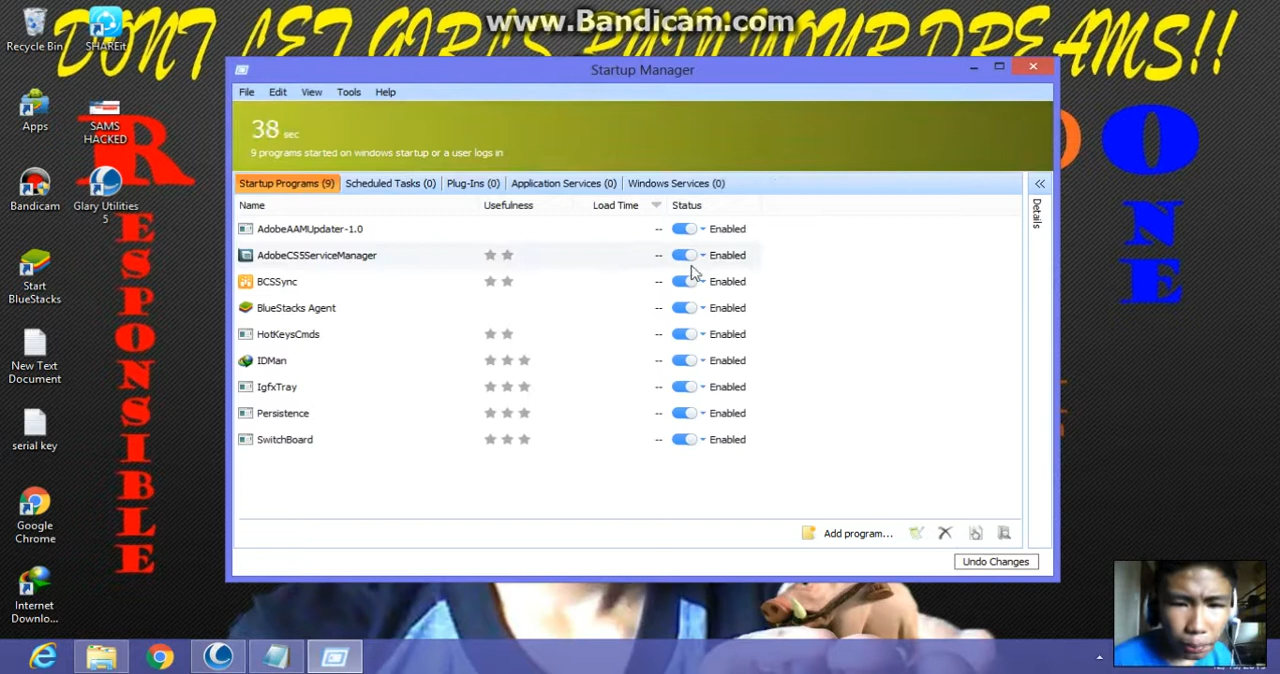 www.Bandicam.com
DONT LET GIRL'S RUIN YOUR DREAMS!!
Recycle Bin
SHAREit
Apps
SAMS
HACKED
Bandicam
Glary Utilities
5
Start
BlueStacks
New Text
Document
serial key
Google
Chrome
Internet
Downlo...
RESPONSIBLE
ONE
Startup Manager
File Edit View Tools Help
38 sec
9 programs started on windows startup or a user logs in
Startup Programs (9) Scheduled Tasks (0) Plug-Ins (0) Application Services (0) Windows Services (0)
Name Usefulness Load Time Status
AdobeAAMUpdater-1.0 -- Enabled
AdobeCS5ServiceManager -- Enabled
BCSSync -- Enabled
BlueStacks Agent -- Enabled
HotKeysCmds -- Enabled
IDMan -- Enabled
IgfxTray -- Enabled
Persistence -- Enabled
SwitchBoard -- Enabled
Details
Add program...
Undo Changes